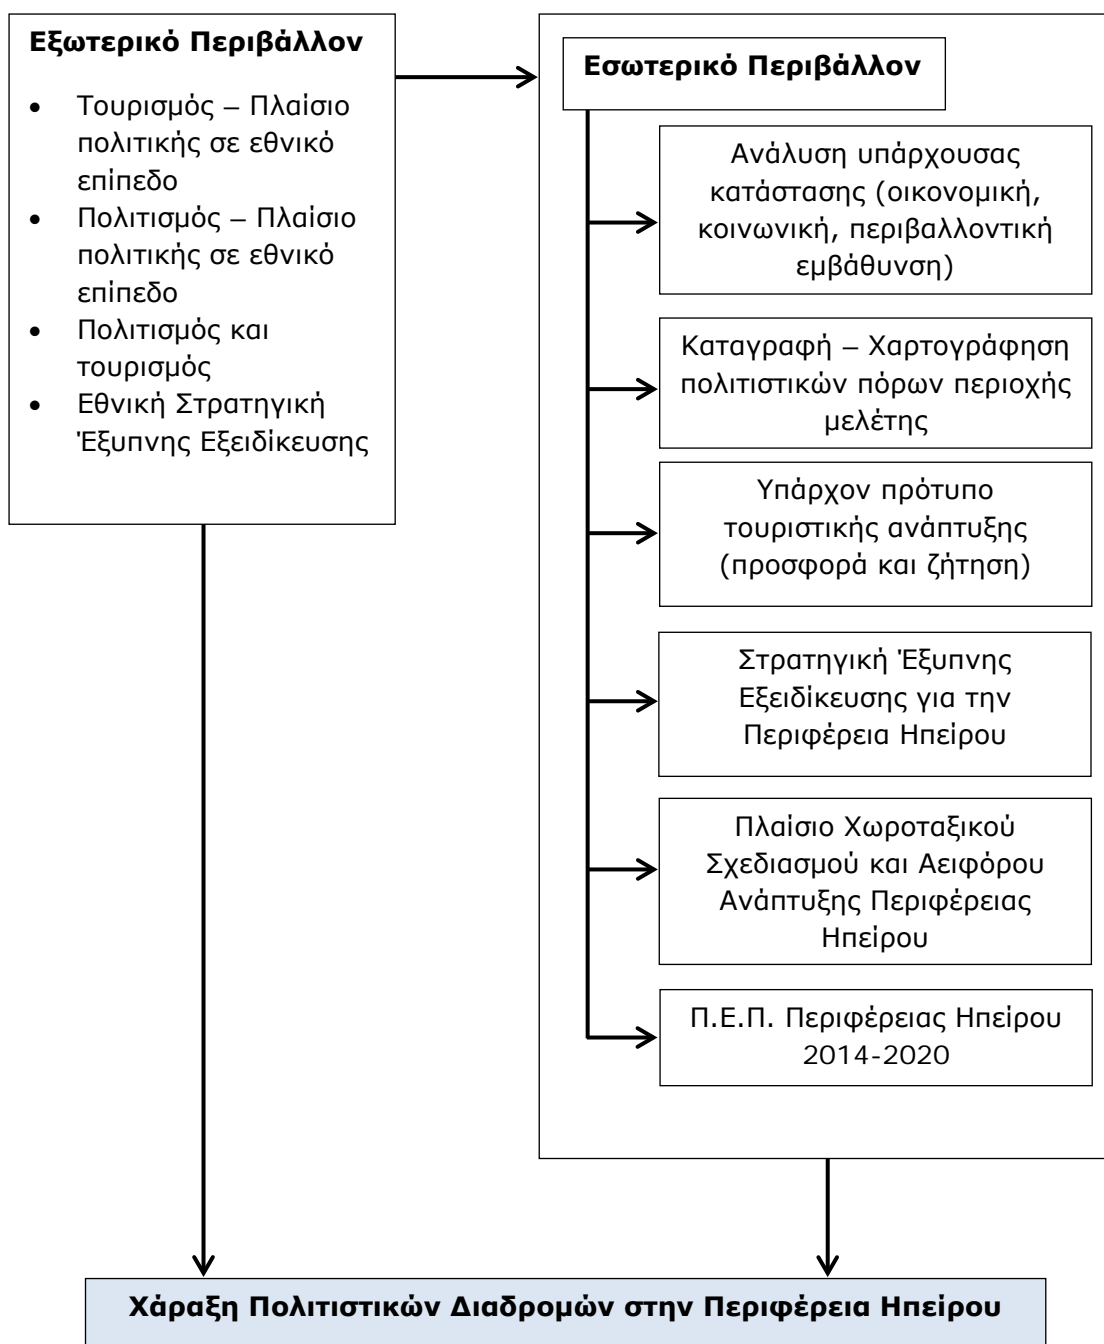 Εξωτερικό Περιβάλλον
• Τουρισμός – Πλαίσιο
πολιτικής σε εθνικό
επίπεδο
• Πολιτισμός – Πλαίσιο
πολιτικής σε εθνικό
επίπεδο
• Πολιτισμός και
τουρισμός
• Εθνική Στρατηγική
Έξυπνης Εξειδίκευσης
Εσωτερικό Περιβάλλον
Ανάλυση υπάρχουσας
κατάστασης (οικονομική,
κοινωνική, περιβαλλοντική
εμβάθυνση)
Καταγραφή – Χαρτογράφηση
πολιτιστικών πόρων περιοχής
μελέτης
Υπάρχον πρότυπο
τουριστικής ανάπτυξης
(προσφορά και ζήτηση)
Στρατηγική Έξυπνης
Εξειδίκευσης για την
Περιφέρεια Ηπείρου
Πλαίσιο Χωροταξικού
Σχεδιασμού και Αειφόρου
Ανάπτυξης Περιφέρειας
Ηπείρου
Π.Ε.Π. Περιφέρειας Ηπείρου
2014-2020
Χάραξη Πολιτιστικών Διαδρομών στην Περιφέρεια Ηπείρου